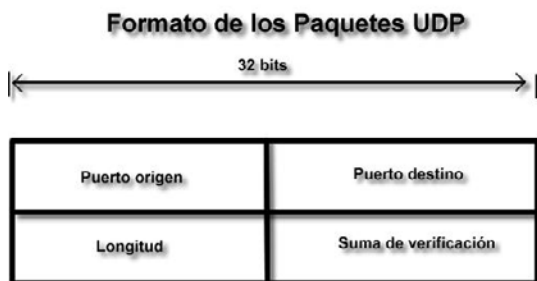 Formato de los Paquetes UDP
32 bits
Puerto origen
Puerto destino
Longitud
Suma de verificación